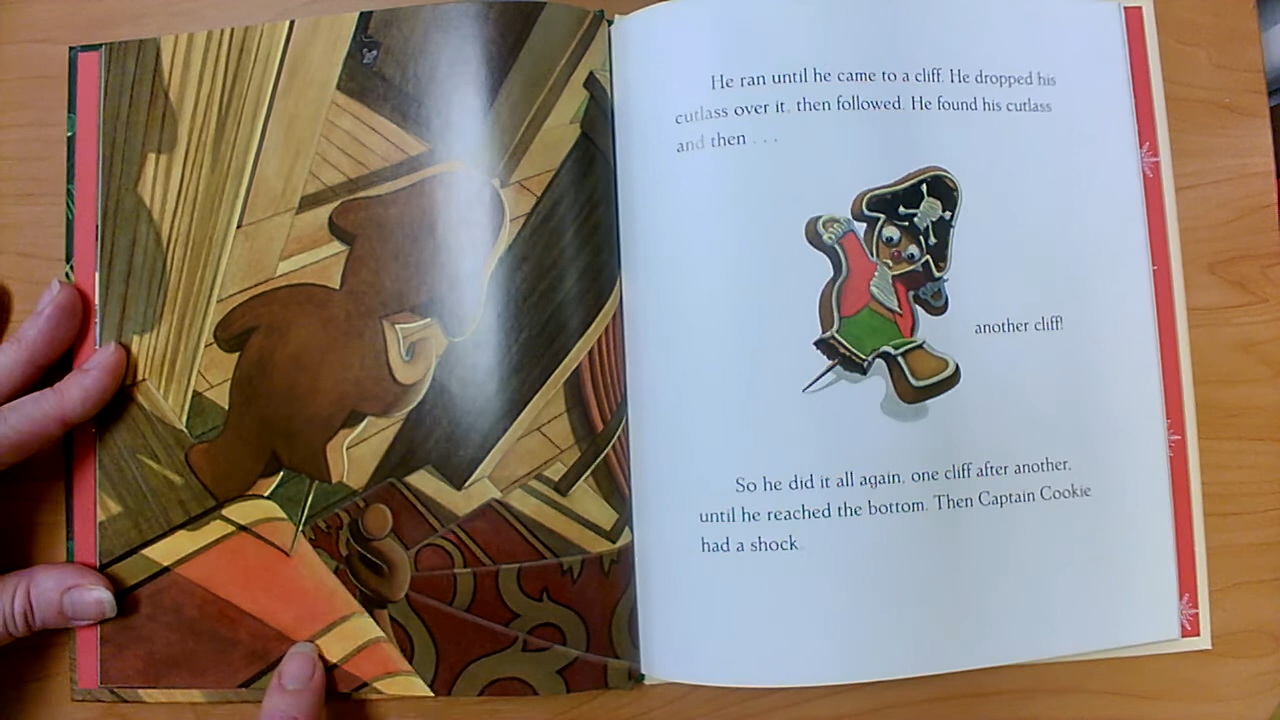 He ran until he came to a cliff. He dropped his
cutlass over it, then followed. He found his cutlass
and then . . .
another cliff!
So he did it all again, one cliff after another,
until he reached the bottom. Then Captain Cookie
had a shock.